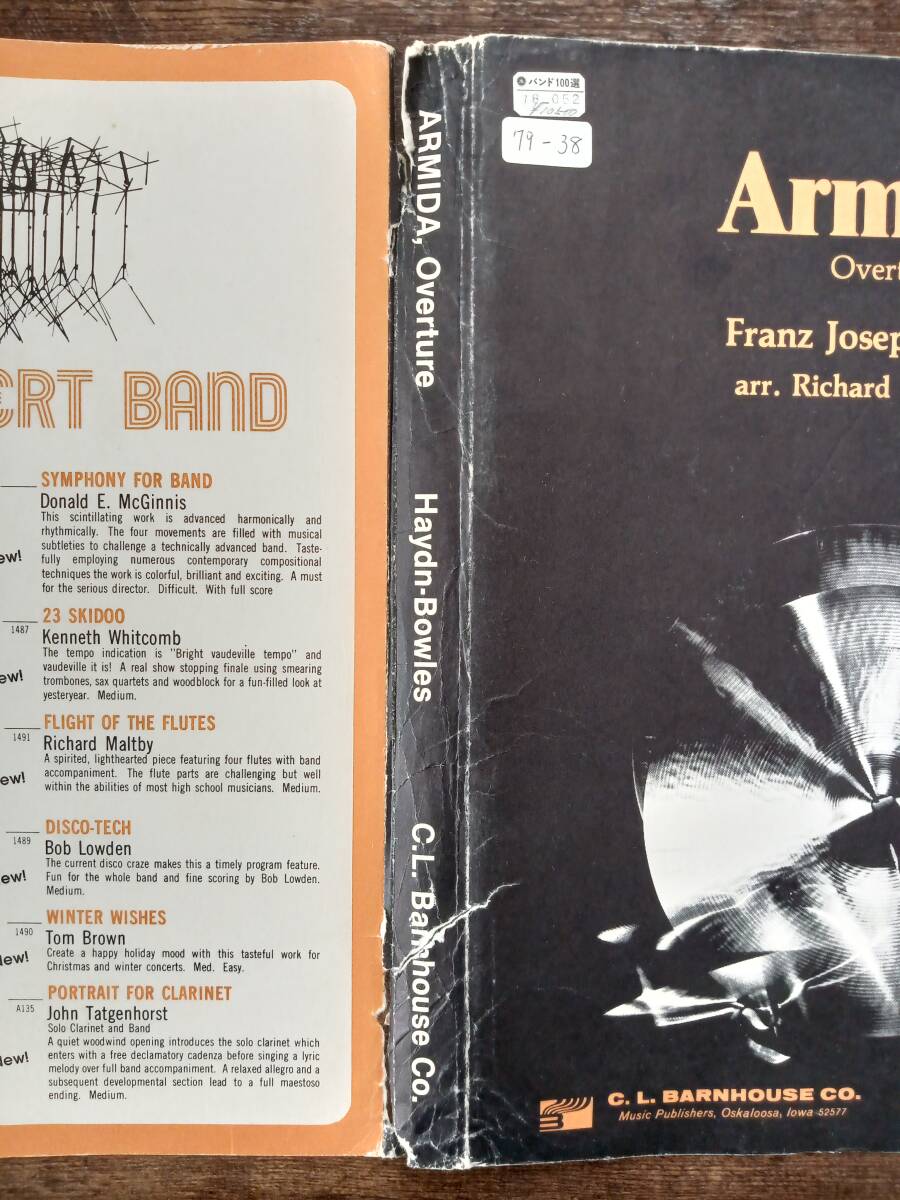 CERT BAND
SYMPHONY FOR BAND
Donald E. McGinnis
This scintillating work is advanced harmonically and
rhythmically. The four movements are filled with musical
subtleties to challenge a technically advanced band. Taste-
fully employing numerous contemporary compositional
techniques the work is colorful, brilliant and exciting. A must
for the serious director. Difficult. With full score
ew!
23 SKIDOO
1487
Kenneth Whitcomb
The tempo indication is "Bright vaudeville tempo" and
vaudeville it is! A real show stopping finale using smearing
trombones, sax quartets and woodblock for a fun-filled look at
yesteryear. Medium.
ew!
FLIGHT OF THE FLUTES
1491
Richard Maltby
A spirited, lighthearted piece featuring four flutes with band
accompaniment. The flute parts are challenging but well
within the abilities of most high school musicians. Medium.
ew!
DISCO-TECH
1489
Bob Lowden
The current disco craze makes this a timely program feature.
Fun for the whole band and fine scoring by Bob Lowden.
Medium.
ew!
WINTER WISHES
1490
Tom Brown
Create a happy holiday mood with this tasteful work for
Christmas and winter concerts. Med. Easy.
New!
PORTRAIT FOR CLARINET
A135
John Tatgenhorst
Solo Clarinet and Band
A quiet woodwind opening introduces the solo clarinet which
enters with a free declamatory cadenza before singing a lyric
melody over full band accompaniment. A relaxed allegro and a
subsequent developmental section lead to a full maestoso
ending. Medium.
New!
ARMIDA, Overture Haydn-Bowles C.L. Barnhouse Co.
バンド100選
79-38
Arm
Overt
Franz Josep
arr. Richard
C. L. BARNHOUSE CO.
Music Publishers, Oskaloosa, Iowa 52577